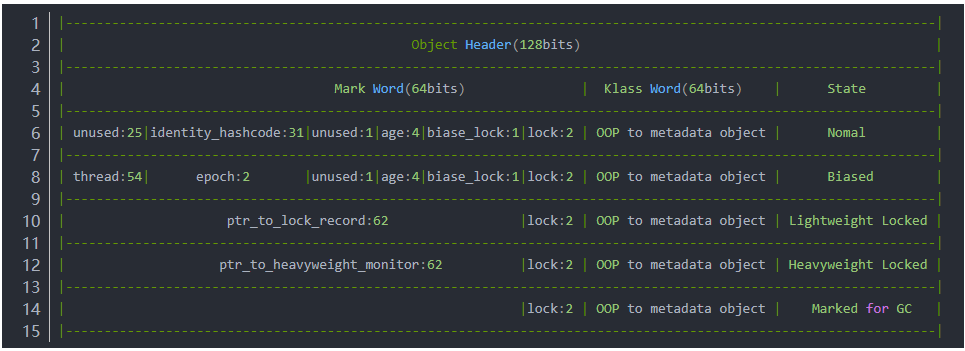 1 |---------------------------------------------------------------------------------------------------------------|
2 | Object Header(128bits) |
3 |---------------------------------------------------------------------------------------------------------------|
4 | Mark Word(64bits) | Klass Word(64bits) | State |
5 |---------------------------------------------------------------------------------------------------------------|
6 | unused:25|identity_hashcode:31|unused:1|age:4|biase_lock:1|lock:2 | OOP to metadata object | Nomal |
7 |---------------------------------------------------------------------------------------------------------------|
8 | thread:54| epoch:2 |unused:1|age:4|biase_lock:1|lock:2 | OOP to metadata object | Biased |
9 |---------------------------------------------------------------------------------------------------------------|
10 | ptr_to_lock_record:62 |lock:2 | OOP to metadata object | Lightweight Locked |
11 |---------------------------------------------------------------------------------------------------------------|
12 | ptr_to_heavyweight_monitor:62 |lock:2 | OOP to metadata object | Heavyweight Locked |
13 |---------------------------------------------------------------------------------------------------------------|
14 | |lock:2 | OOP to metadata object | Marked for GC |
15 |---------------------------------------------------------------------------------------------------------------|